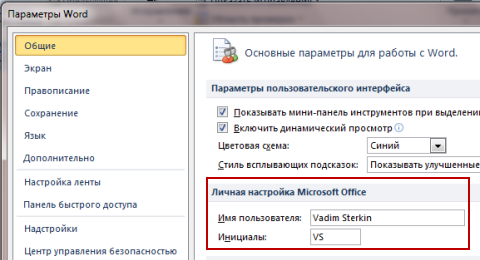 Параметры Word
Общие
Экран
Правописание
Сохранение
Язык
Дополнительно
Настройка ленты
Панель быстрого доступа
Надстройки
Центр управления безопасностью
Основные параметры для работы с Word.
Параметры пользовательского интерфейса
Показывать мини-панель инструментов при выделении
Включить динамический просмотр
Цветовая схема: Синий
Стиль всплывающих подсказок: Показывать улучшенные
Личная настройка Microsoft Office
Имя пользователя: Vadim Sterkin
Инициалы: VS